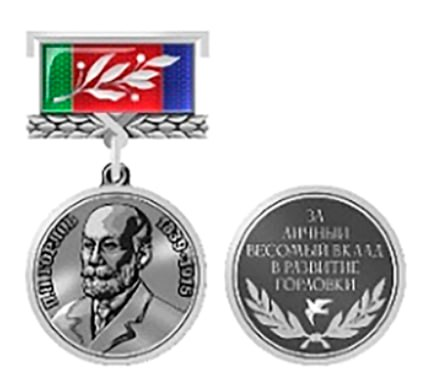 П.Н.ГОРЛОВ
1839-1915
ЗА
ЛИЧНЫЙ
ВЕСОМЫЙ ВКЛАД
В РАЗВИТИЕ
ГОРЛОВКИ